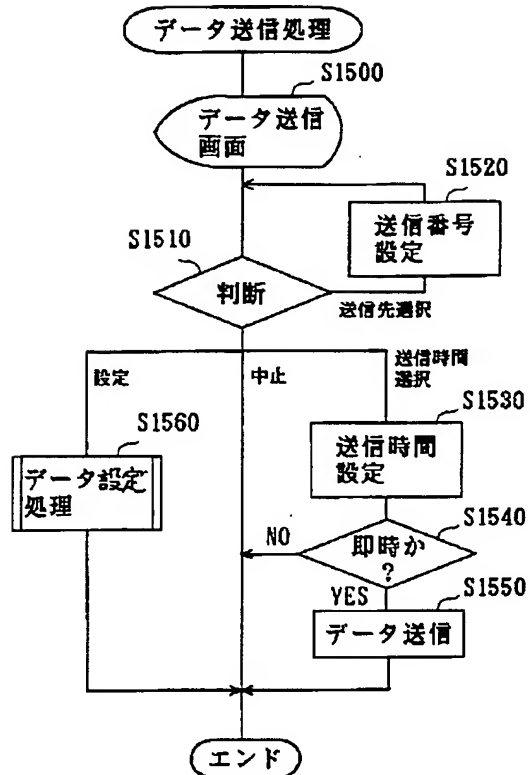 データ送信処理
S1500
データ送信
画面
S1520
送信番号
設定
S1510
判断
送信先選択
設定
中止
送信時間
選択
S1530
送信時間
設定
S1560
データ設定
処理
S1540
即時か
?
NO
YES
S1550
データ送信
エンド